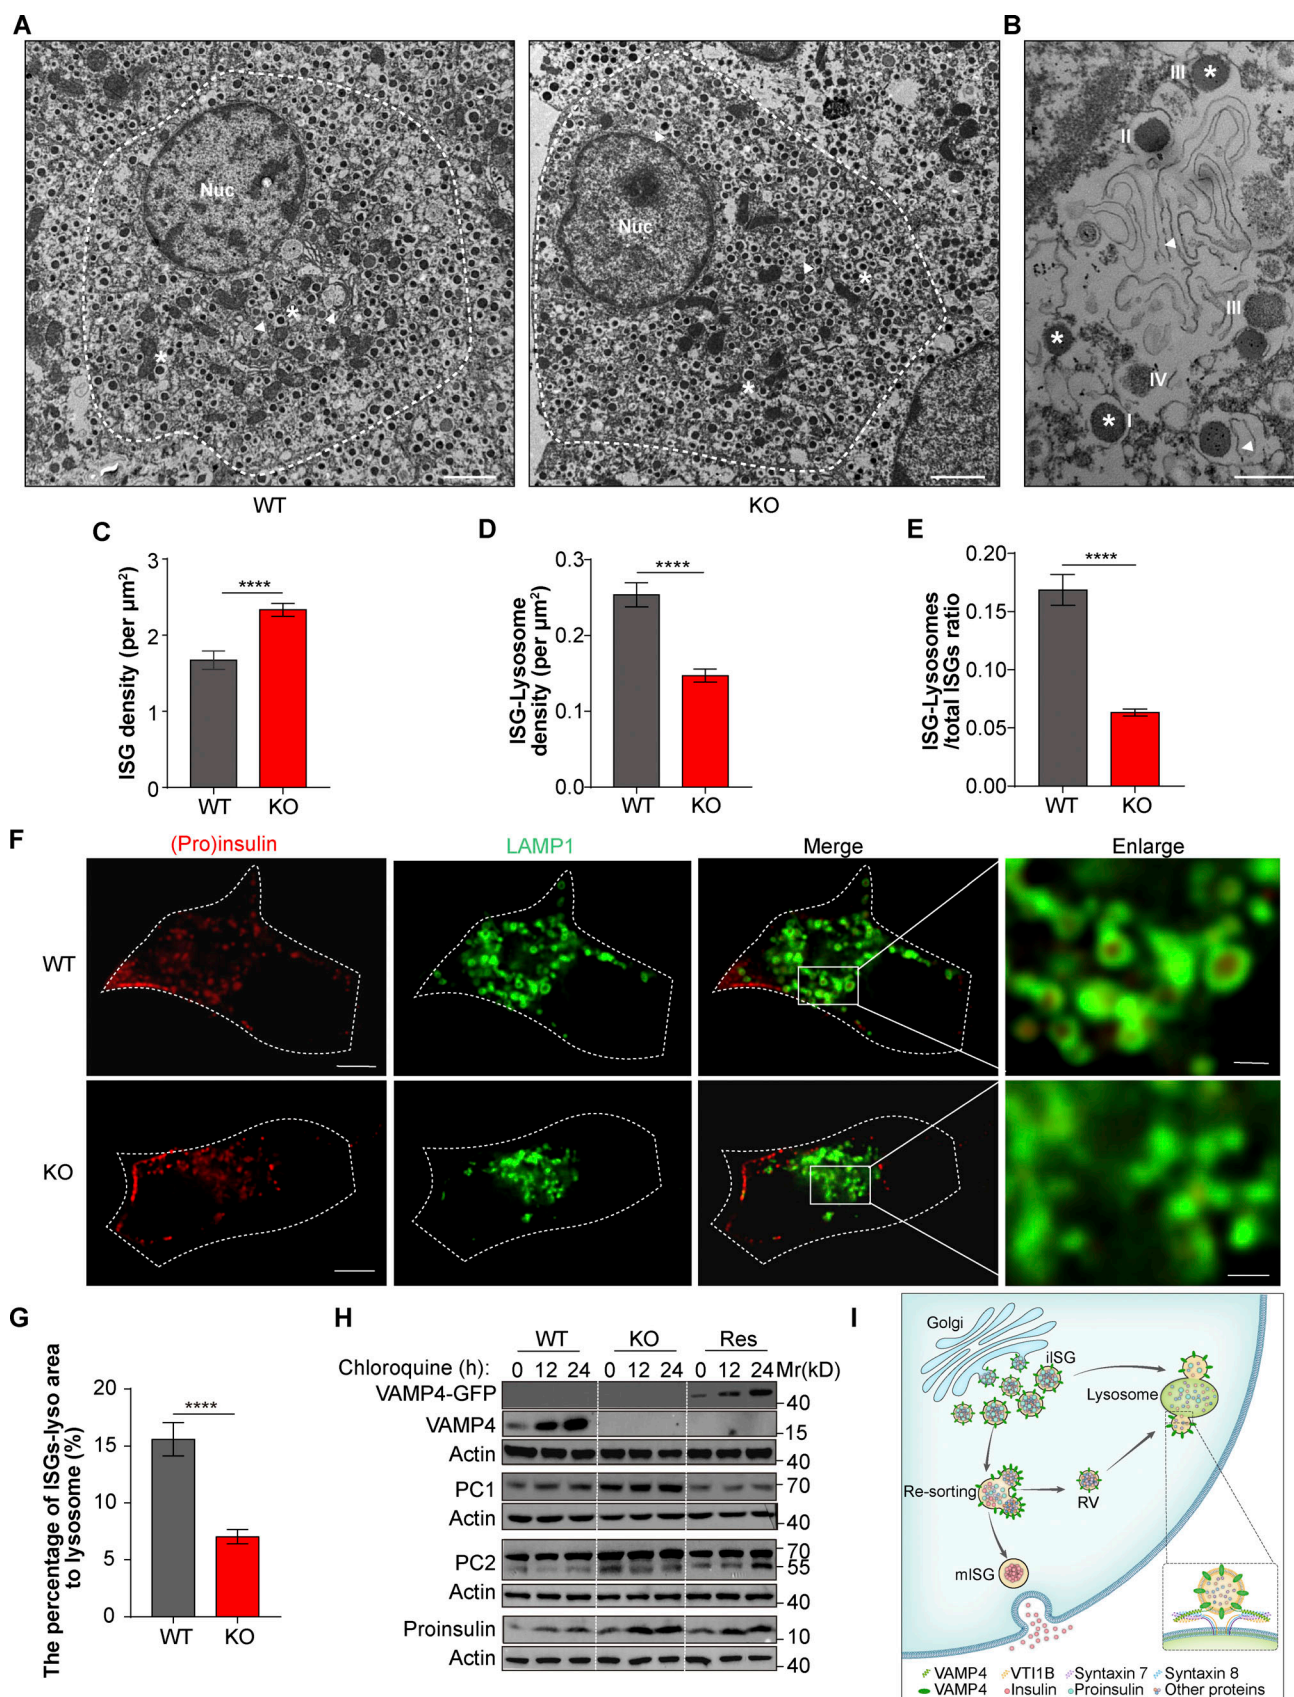 A
B
Nuc
*
*
Nuc
*
*
III
*
II
III
*
IV
*
I
WT
KO
C
ISG density (per µm²)
3
2
1
0
****
WT
KO
D
ISG-Lysosome
density (per µm²)
0.3
0.2
0.1
0.0
****
WT
KO
E
ISG-Lysosomes
/total ISGs ratio
0.20
0.15
0.10
0.05
0.00
****
WT
KO
F
(Pro)insulin
LAMP1
Merge
Enlarge
WT
KO
G
The percentage of ISGs-lyso area
to lysosome (%)
20
15
10
5
0
****
WT
KO
H
WT KO Res
Chloroquine (h): 0 12 24 0 12 24 0 12 24 Mr(kD)
VAMP4-GFP 40
VAMP4 15
Actin 40
PC1 70
Actin 40
PC2 70
55
Actin 40
Proinsulin 10
Actin 40
I
Golgi
iISG
Lysosome
Re-sorting
RV
mISG
VAMP4 VTI1B Syntaxin 7 Syntaxin 8
VAMP4 Insulin Proinsulin Other proteins